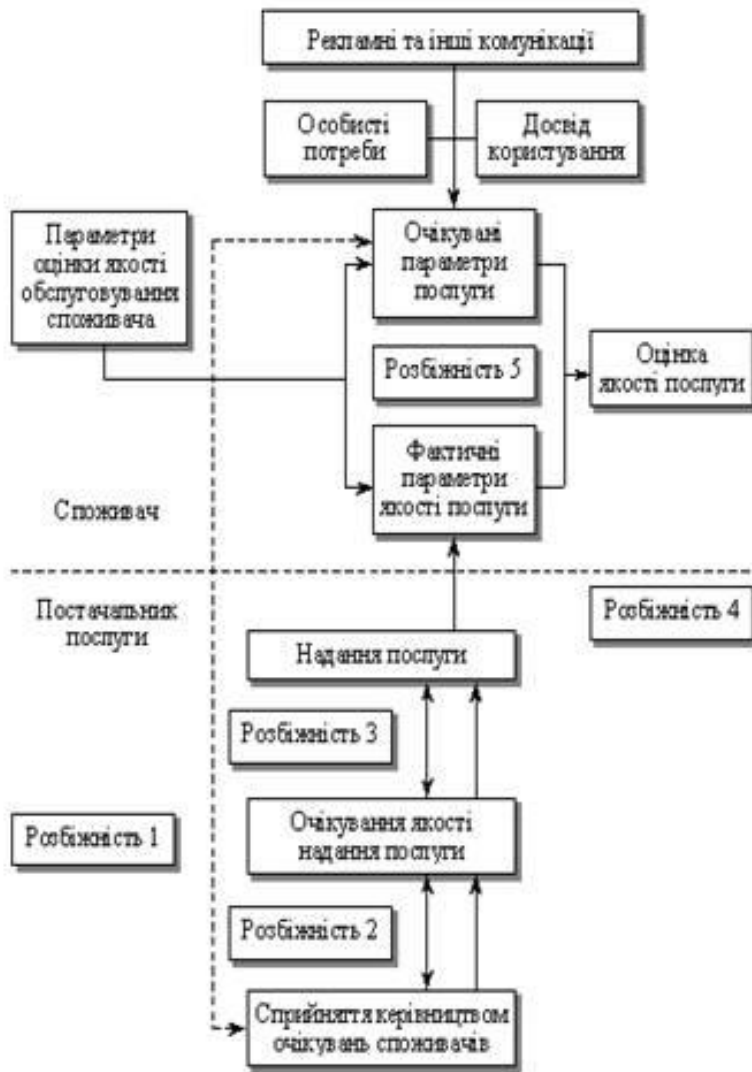 Рекламні та інші комунікації
Особисті
потреби
Досвід
користування
Параметри
оцінки якості
обслуговування
споживача
Очікувані
параметри
послуги
Розбіжність 5
Оцінка
якості послуги
Фактичні
параметри
якості послуги
Споживач
Постачальник
послуги
Розбіжність 4
Надання послуги
Розбіжність 3
Розбіжність 1
Очікування якості
надання послуги
Розбіжність 2
Сприйняття керівництвом
очікувань споживачів